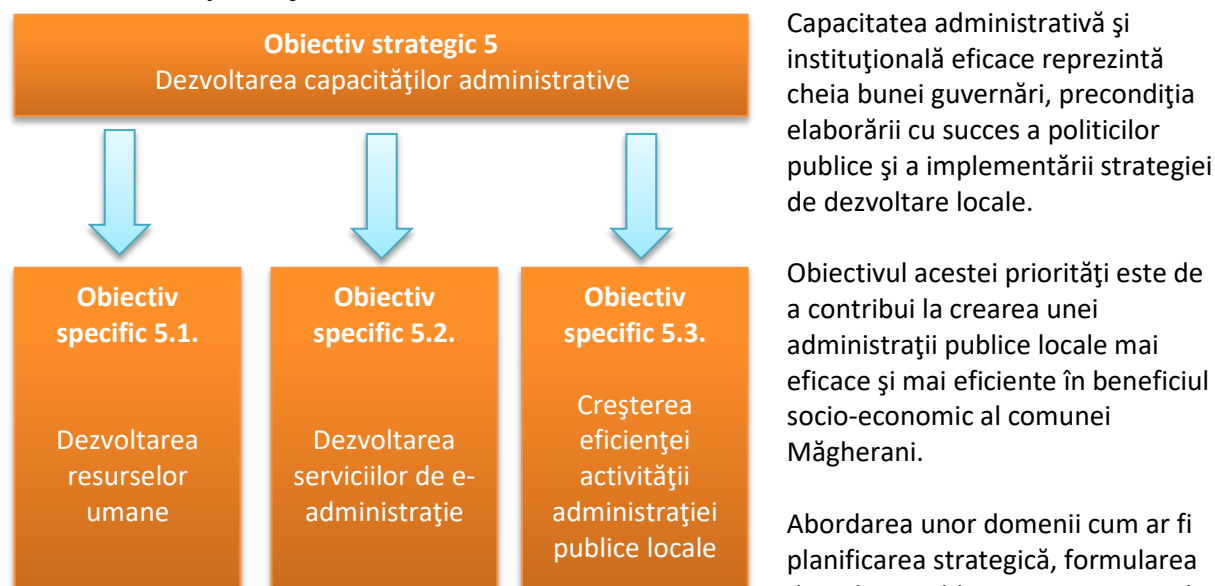 Obiectiv strategic 5
Dezvoltarea capacităţilor administrative
Obiectiv
specific 5.1.
Dezvoltarea
resurselor
umane
Obiectiv
specific 5.2.
Dezvoltarea
serviciilor de e-
administraţie
Obiectiv
specific 5.3.
Creşterea
eficienţei
activităţii
administraţiei
publice locale
Capacitatea administrativă şi
instituţională eficace reprezintă
cheia bunei guvernări, precondiţia
elaborării cu succes a politicilor
publice şi a implementării strategiei
de dezvoltare locale.
Obiectivul acestei priorităţi este de
a contribui la crearea unei
administraţii publice locale mai
eficace şi mai eficiente în beneficiul
socio-economic al comunei
Măgherani.
Abordarea unor domenii cum ar fi
planificarea strategică, formularea